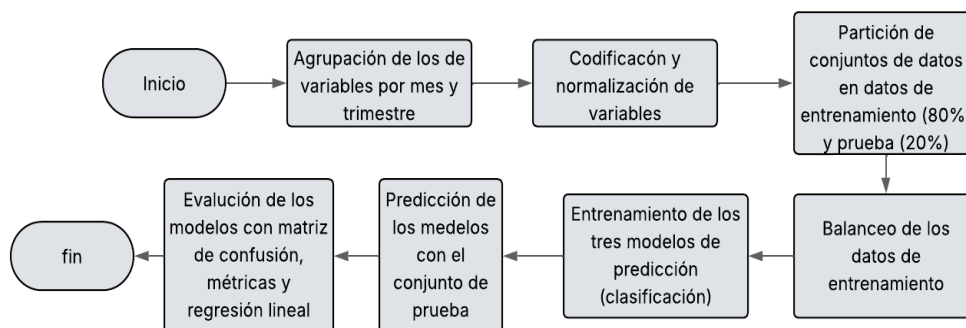 Inicio
Agrupación de los de
variables por mes y
trimestre
Codificacón y
normalización de
variables
Partición de
conjuntos de datos
en datos de
entrenamiento (80%)
y prueba (20%)
Balanceo de los
datos de
entrenamiento
Entrenamiento de los
tres modelos de
predicción
(clasificación)
Predicción de
los medelos
con el
conjunto de
prueba
Evalución de los
modelos con matriz
de confusión,
métricas y
regresión lineal
fin